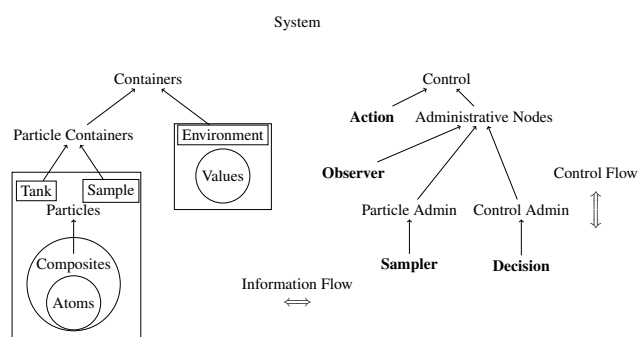 System
Containers
Control
Action
Administrative Nodes
Particle Containers
Environment
Observer
Values
Control Flow
Tank
Sample
Particles
Particle Admin
Control Admin
Composites
Sampler
Decision
Information Flow
Atoms